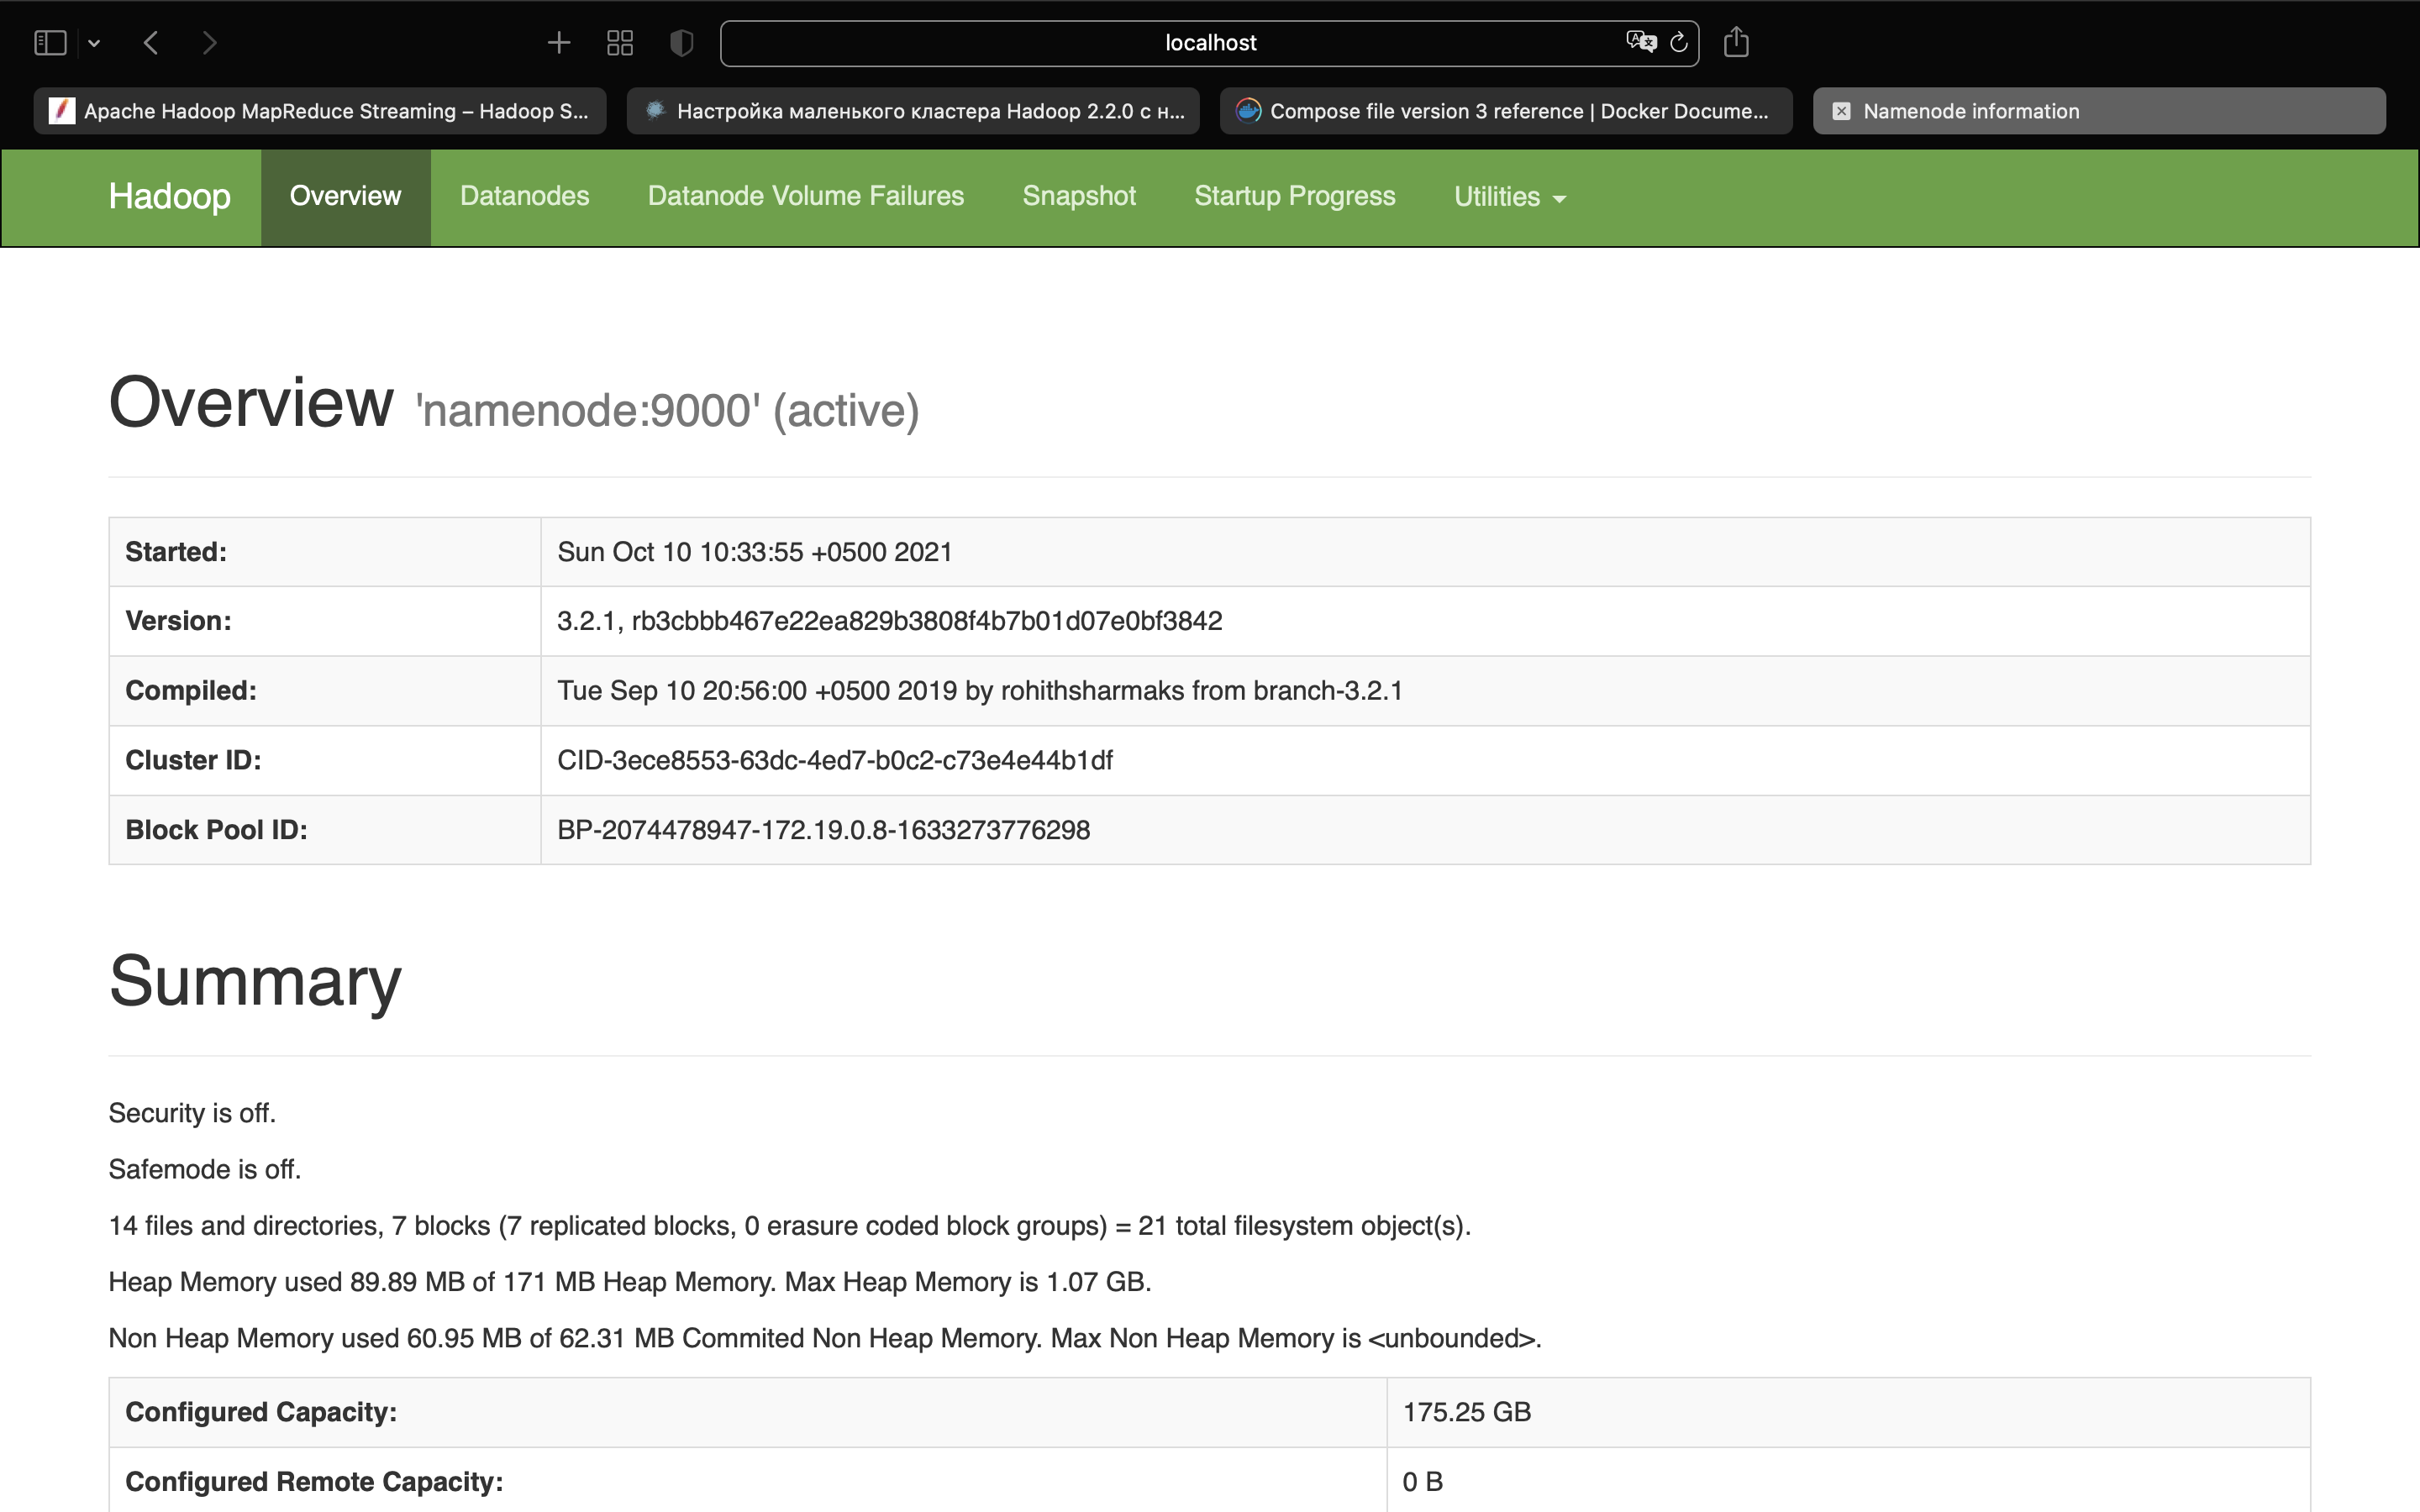 localhost
Apache Hadoop MapReduce Streaming – Hadoop S...
Настройка маленького кластера Hadoop 2.2.0 с н...
Compose file version 3 reference | Docker Docume...
Namenode information
Hadoop Overview Datanodes Datanode Volume Failures Snapshot Startup Progress Utilities
Overview 'namenode:9000' (active)
Started: Sun Oct 10 10:33:55 +0500 2021
Version: 3.2.1, rb3cbbb467e22ea829b3808f4b7b01d07e0bf3842
Compiled: Tue Sep 10 20:56:00 +0500 2019 by rohithsharmaks from branch-3.2.1
Cluster ID: CID-3ece8553-63dc-4ed7-b0c2-c73e4e44b1df
Block Pool ID: BP-2074478947-172.19.0.8-1633273776298
Summary
Security is off.
Safemode is off.
14 files and directories, 7 blocks (7 replicated blocks, 0 erasure coded block groups) = 21 total filesystem object(s).
Heap Memory used 89.89 MB of 171 MB Heap Memory. Max Heap Memory is 1.07 GB.
Non Heap Memory used 60.95 MB of 62.31 MB Commited Non Heap Memory. Max Non Heap Memory is <unbounded>.
Configured Capacity: 175.25 GB
Configured Remote Capacity: 0 B